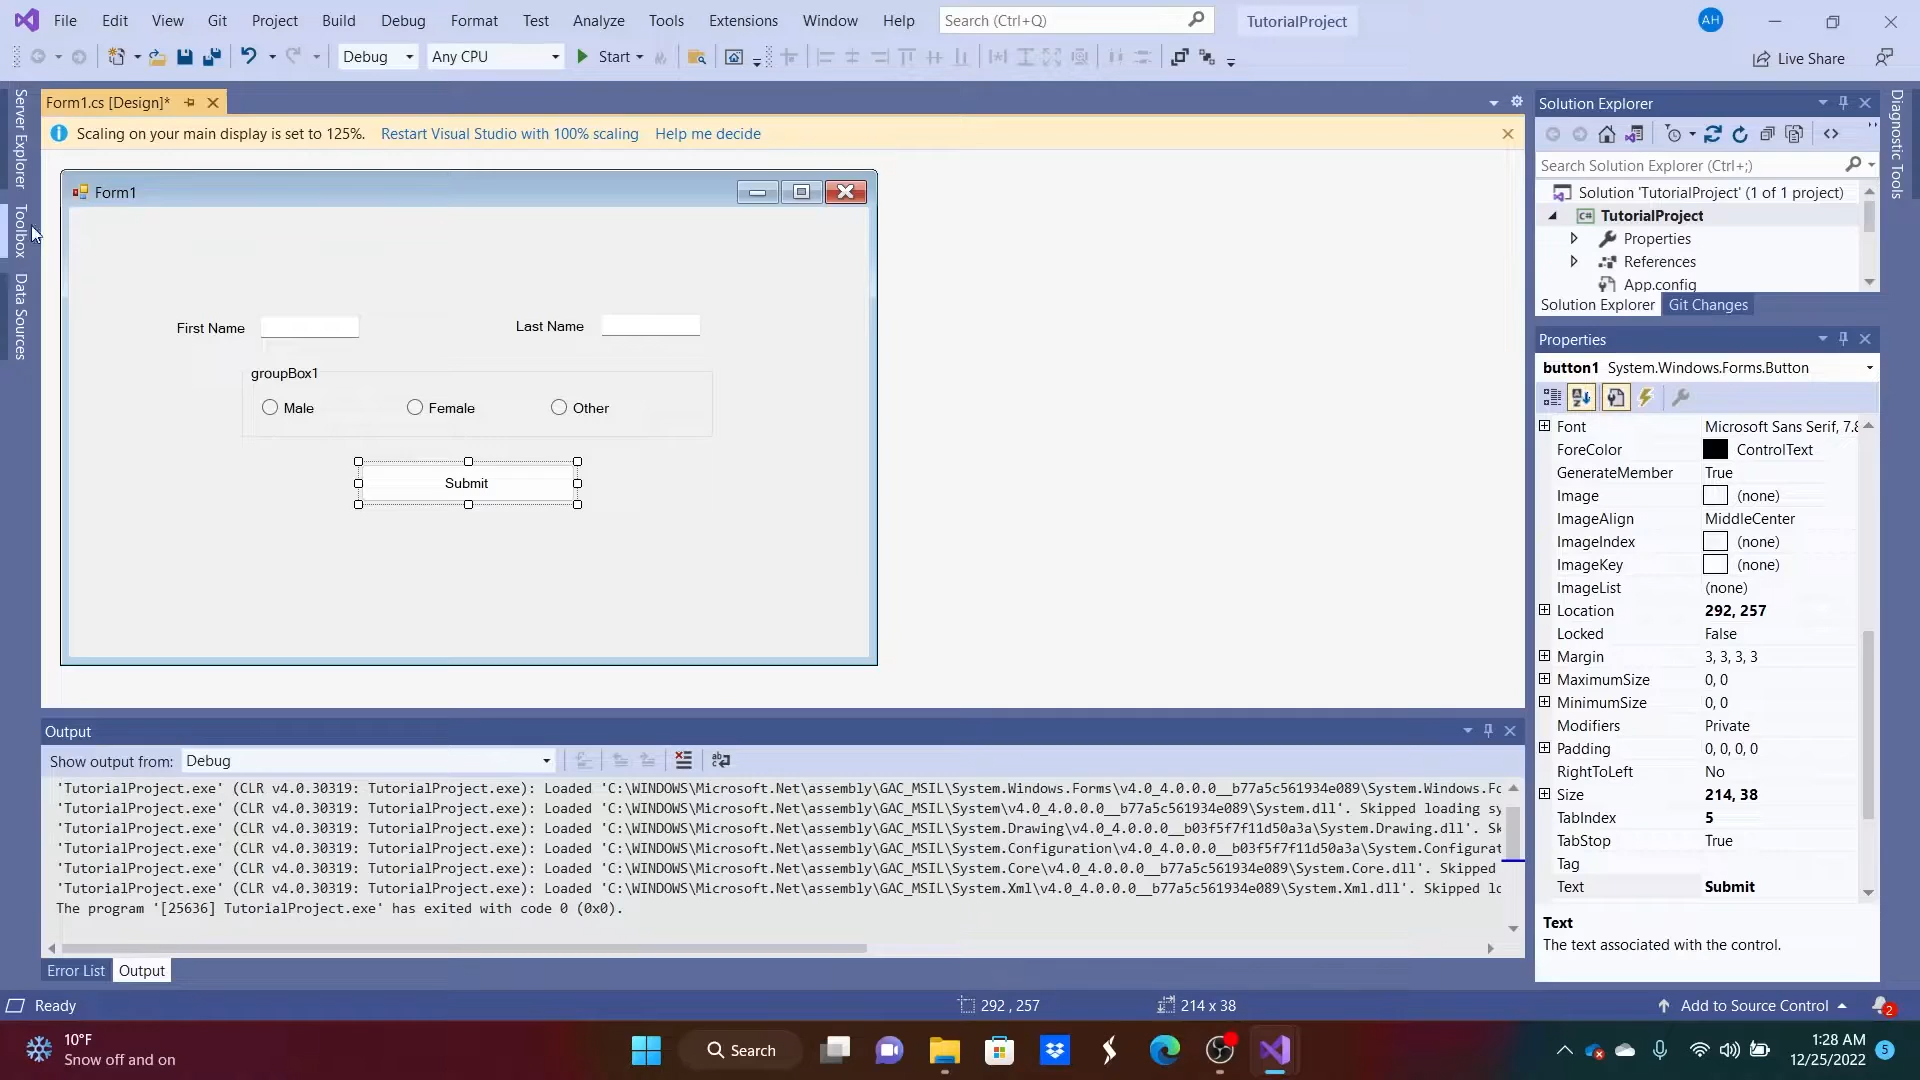 File Edit View Git Project Build Debug Format Test Analyze Tools Extensions Window Help Search (Ctrl+Q) TutorialProject AH
Debug Any CPU Start Live Share
Server Explorer
Toolbox
Data Sources
Form1.cs [Design]*
Scaling on your main display is set to 125%. Restart Visual Studio with 100% scaling Help me decide
Form1
First Name
Last Name
groupBox1
Male Female Other
Submit
Output
Show output from: Debug
'TutorialProject.exe' (CLR v4.0.30319: TutorialProject.exe): Loaded 'C:\WINDOWS\Microsoft.Net\assembly\GAC_MSIL\System.Windows.Forms\v4.0_4.0.0.0__b77a5c561934e089\System.Windows.Fo
'TutorialProject.exe' (CLR v4.0.30319: TutorialProject.exe): Loaded 'C:\WINDOWS\Microsoft.Net\assembly\GAC_MSIL\System\v4.0_4.0.0.0__b77a5c561934e089\System.dll'. Skipped loading sy
'TutorialProject.exe' (CLR v4.0.30319: TutorialProject.exe): Loaded 'C:\WINDOWS\Microsoft.Net\assembly\GAC_MSIL\System.Drawing\v4.0_4.0.0.0__b03f5f7f11d50a3a\System.Drawing.dll'. Sk
'TutorialProject.exe' (CLR v4.0.30319: TutorialProject.exe): Loaded 'C:\WINDOWS\Microsoft.Net\assembly\GAC_MSIL\System.Configuration\v4.0_4.0.0.0__b03f5f7f11d50a3a\System.Configurat
'TutorialProject.exe' (CLR v4.0.30319: TutorialProject.exe): Loaded 'C:\WINDOWS\Microsoft.Net\assembly\GAC_MSIL\System.Core\v4.0_4.0.0.0__b77a5c561934e089\System.Core.dll'. Skipped
'TutorialProject.exe' (CLR v4.0.30319: TutorialProject.exe): Loaded 'C:\WINDOWS\Microsoft.Net\assembly\GAC_MSIL\System.Xml\v4.0_4.0.0.0__b77a5c561934e089\System.Xml.dll'. Skipped lo
The program '[25636] TutorialProject.exe' has exited with code 0 (0x0).
Error List Output
Solution Explorer
Search Solution Explorer (Ctrl+;)
Solution 'TutorialProject' (1 of 1 project)
C# TutorialProject
Properties
References
App.config
Solution Explorer Git Changes
Diagnostic Tools
Properties
button1 System.Windows.Forms.Button
Font Microsoft Sans Serif, 7.8
ForeColor ControlText
GenerateMember True
Image (none)
ImageAlign MiddleCenter
ImageIndex (none)
ImageKey (none)
ImageList (none)
Location 292, 257
Locked False
Margin 3, 3, 3, 3
MaximumSize 0, 0
MinimumSize 0, 0
Modifiers Private
Padding 0, 0, 0, 0
RightToLeft No
Size 214, 38
TabIndex 5
TabStop True
Tag
Text Submit
Text
The text associated with the control.
Ready 292 , 257 214 x 38 Add to Source Control 2
10°F
Snow off and on
Search
1:28 AM
12/25/2022
5